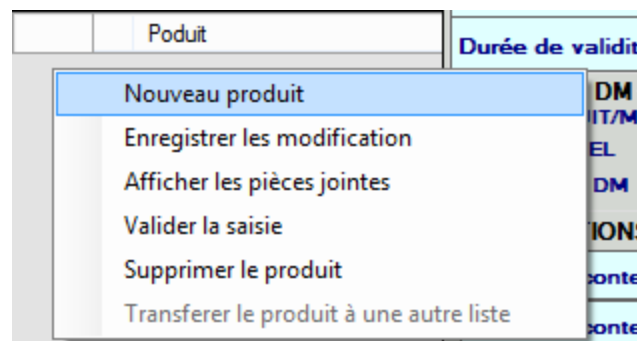 Poduit
Durée de validit
Nouveau produit
DM
Enregistrer les modification
IIT/M
EL
Afficher les pièces jointes
DM
Valider la saisie
IONS
Supprimer le produit
conte
Transferer le produit à une autre liste
conte